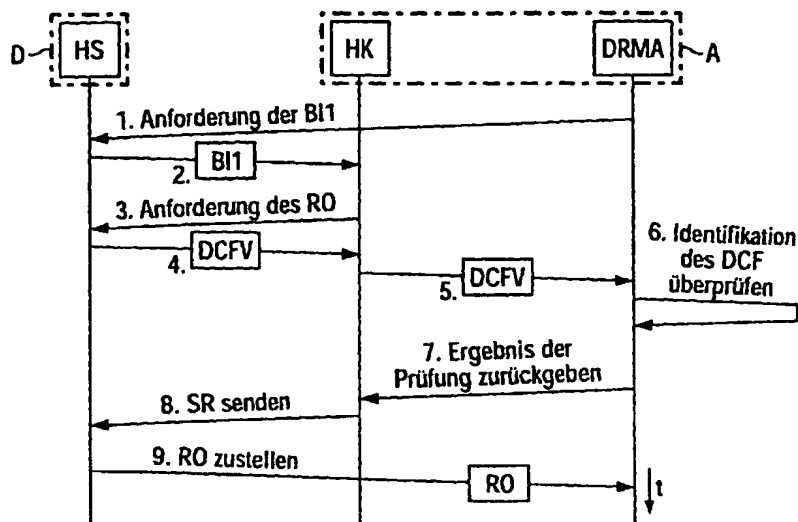 D
HS
HK
DRMA
A
1. Anforderung der BI1
2.
BI1
3. Anforderung des RO
4.
DCFV
5.
DCFV
6. Identifikation
des DCF
überprüfen
7. Ergebnis der
Prüfung zurückgeben
8. SR senden
9. RO zustellen
RO
t